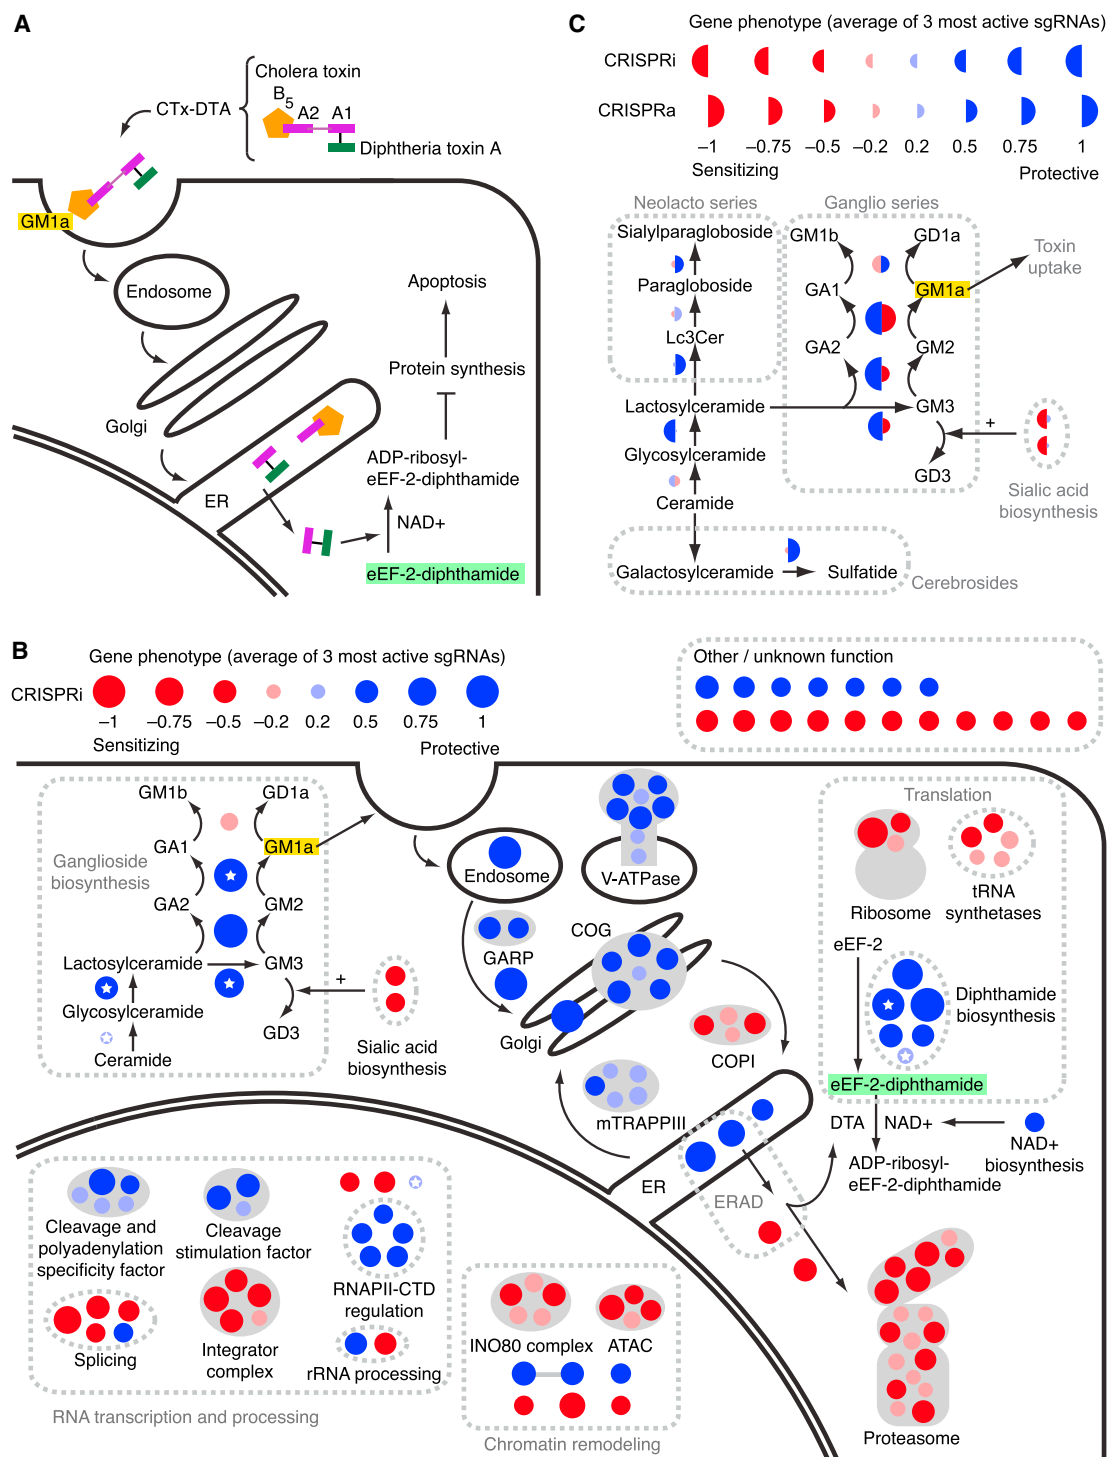 A
Cholera toxin
B5
A2
A1
CTx-DTA
Diphtheria toxin A
GM1a
Endosome
Golgi
ER
Apoptosis
Protein synthesis
ADP-ribosyl-
eEF-2-diphthamide
NAD+
eEF-2-diphthamide
C
Gene phenotype (average of 3 most active sgRNAs)
CRISPRi
CRISPRa
–1 –0.75 –0.5 –0.2 0.2 0.5 0.75 1
Sensitizing Protective
Neolacto series
Sialylparagloboside
Paragloboside
Lc3Cer
Lactosylceramide
Glycosylceramide
Ceramide
Galactosylceramide
Sulfatide
Cerebrosides
Ganglio series
GM1b
GD1a
GA1
GM1a
GA2
GM2
GM3
GD3
Toxin
uptake
+
Sialic acid
biosynthesis
B
Gene phenotype (average of 3 most active sgRNAs)
CRISPRi
–1 –0.75 –0.5 –0.2 0.2 0.5 0.75 1
Sensitizing Protective
Other / unknown function
GM1b
GD1a
GA1
GM1a
Ganglioside
biosynthesis
GA2
GM2
Lactosylceramide
GM3
Glycosylceramide
GD3
Ceramide
+
Sialic acid
biosynthesis
Endosome
V-ATPase
GARP
COG
Golgi
COPI
mTRAPPIII
ER
ERAD
Translation
Ribosome
tRNA
synthetases
eEF-2
Diphthamide
biosynthesis
eEF-2-diphthamide
DTA
NAD+
NAD+
biosynthesis
ADP-ribosyl-
eEF-2-diphthamide
Proteasome
Cleavage and
polyadenylation
specificity factor
Cleavage
stimulation factor
RNAPII-CTD
regulation
Splicing
Integrator
complex
rRNA processing
RNA transcription and processing
INO80 complex
ATAC
Chromatin remodeling